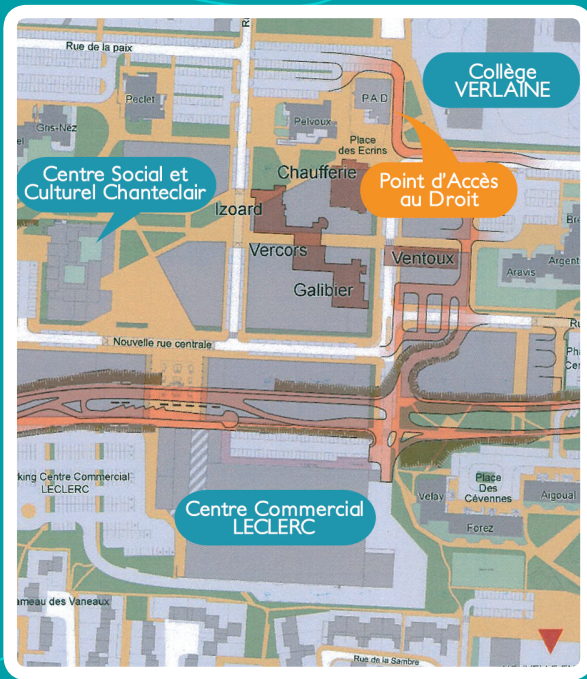 Rue de la paix
Collège
VERLAINE
Peclet
P.A.D
Gris-Nez
Pelvoux
Place
des Ecrins
Centre Social et
Culturel Chanteclair
Chaufferie
Point d'Accès
au Droit
Izoard
Vercors
Ventoux
Argent
Aravis
Galibier
Nouvelle rue centrale
king Centre Commercial
LECLERC
Centre Commercial
LECLERC
Place
Des
Cévennes
Velay
Aigoual
Forez
ameau des Vaneaux
Rue de la Sambre